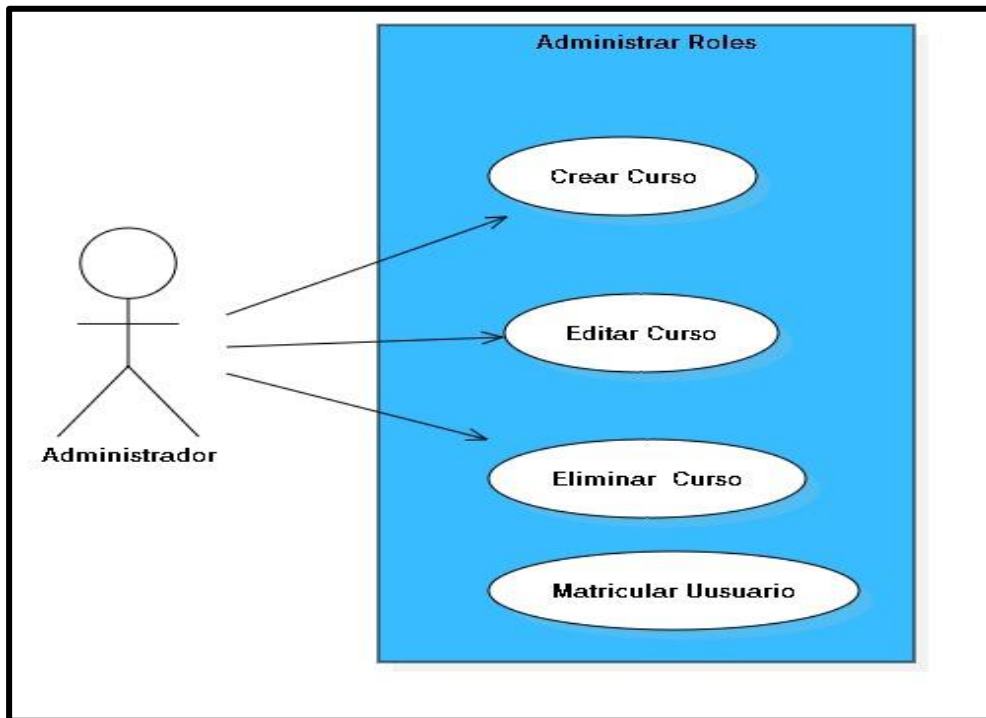 Administrar Roles
Crear Curso
Editar Curso
Administrador
Eliminar Curso
Matricular Uusuario